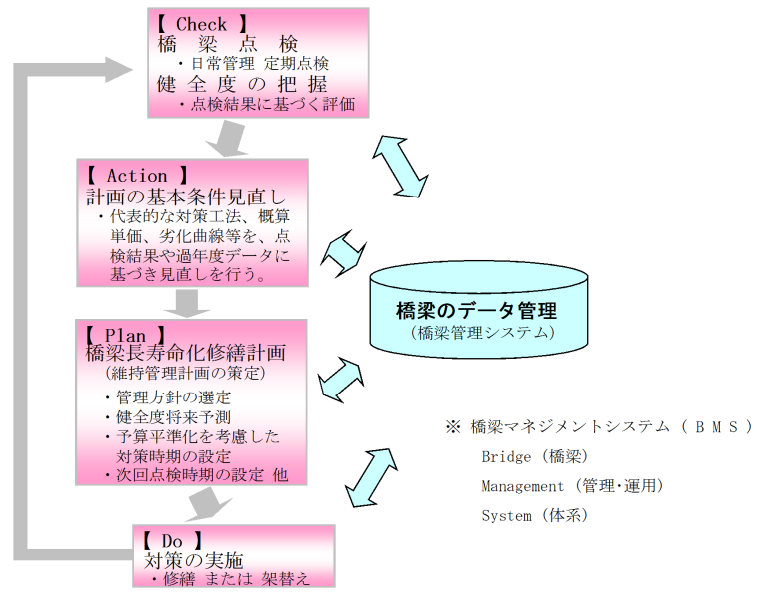 【 Check 】
橋 梁 点 検
・日常管理 定期点検
健 全 度 の 把 握
・点検結果に基づく評価
【 Action 】
計画の基本条件見直し
・代表的な対策工法、概算
単価、劣化曲線等を、点
検結果や過年度データに
基づき見直しを行う。
【 Plan 】
橋梁長寿命化修繕計画
(維持管理計画の策定)
・管理方針の選定
・健全度将来予測
・予算平準化を考慮した
対策時期の設定
・次回点検時期の設定 他
【 Do 】
対策の実施
・修繕 または 架替え
橋梁のデータ管理
(橋梁管理システム)
※ 橋梁マネジメントシステム ( B M S )
Bridge (橋梁)
Management (管理・運用)
System (体系)